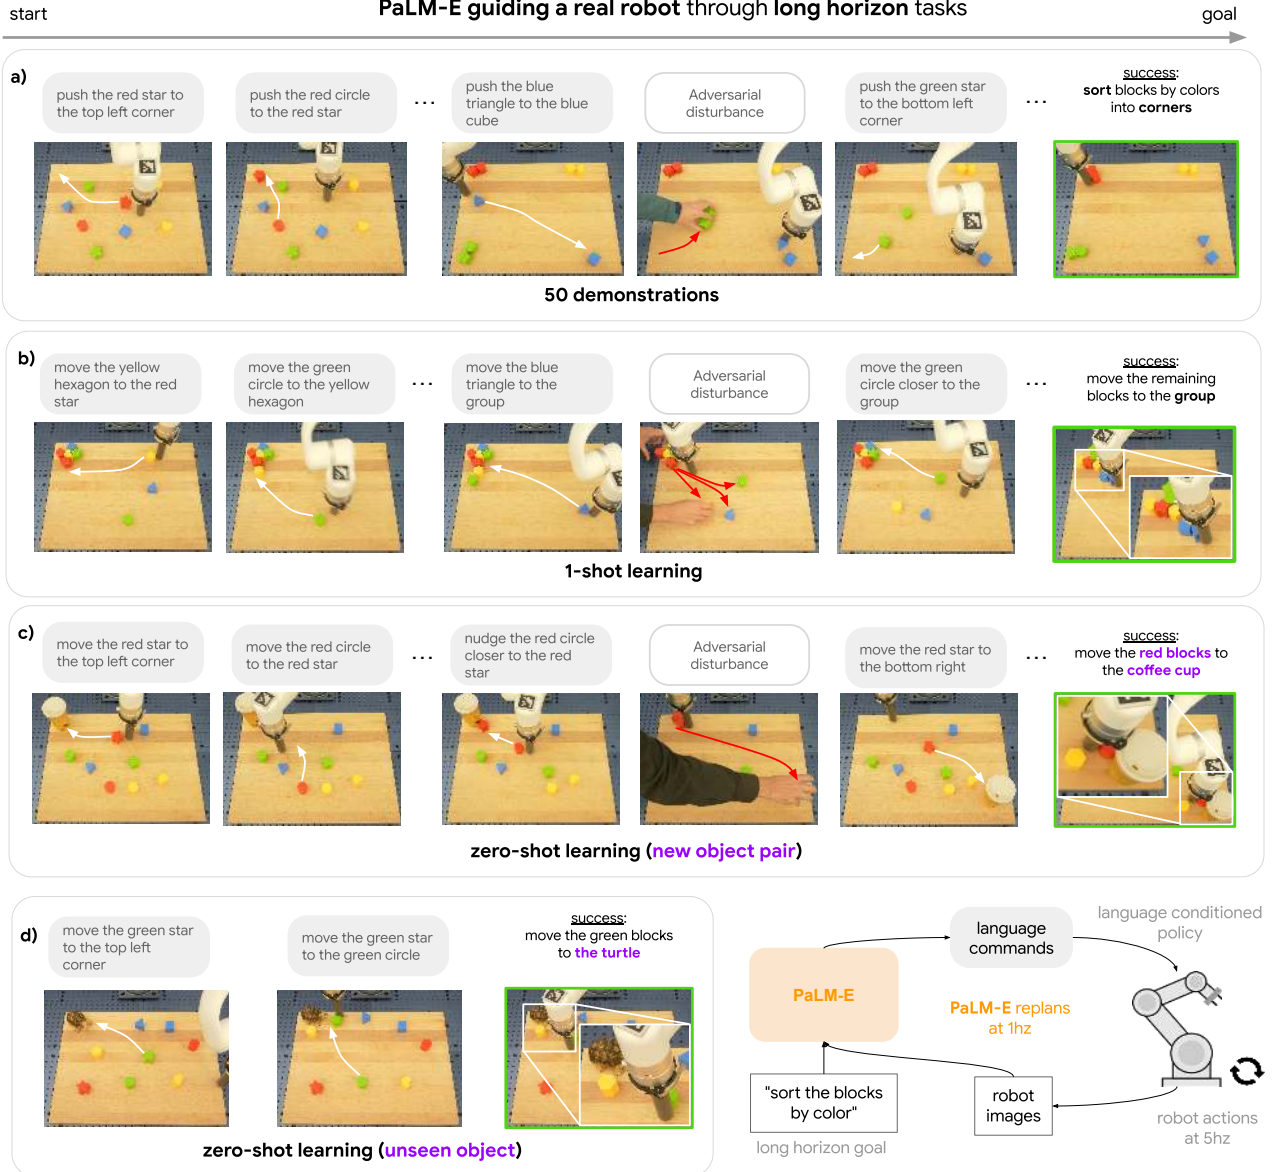 PaLM-E guiding a real robot through long horizon tasks
start
goal
a)
push the red star to
the top left corner
push the red circle
to the red star
...
push the blue
triangle to the blue
cube
Adversarial
disturbance
push the green star
to the bottom left
corner
...
success:
sort blocks by colors
into corners
50 demonstrations
b)
move the yellow
hexagon to the red
star
move the green
circle to the yellow
hexagon
...
move the blue
triangle to the
group
Adversarial
disturbance
move the green
circle closer to the
group
...
success:
move the remaining
blocks to the group
1-shot learning
c)
move the red star to
the top left corner
move the red circle
to the red star
...
nudge the red circle
closer to the red
star
Adversarial
disturbance
move the red star to
the bottom right
...
success:
move the red blocks to
the coffee cup
zero-shot learning (new object pair)
d)
move the green star
to the top left
corner
move the green star
to the green circle
success:
move the green blocks
to the turtle
zero-shot learning (unseen object)
language
commands
language conditioned
policy
PaLM-E
PaLM-E replans
at 1hz
"sort the blocks
by color"
long horizon goal
robot
images
robot actions
at 5hz